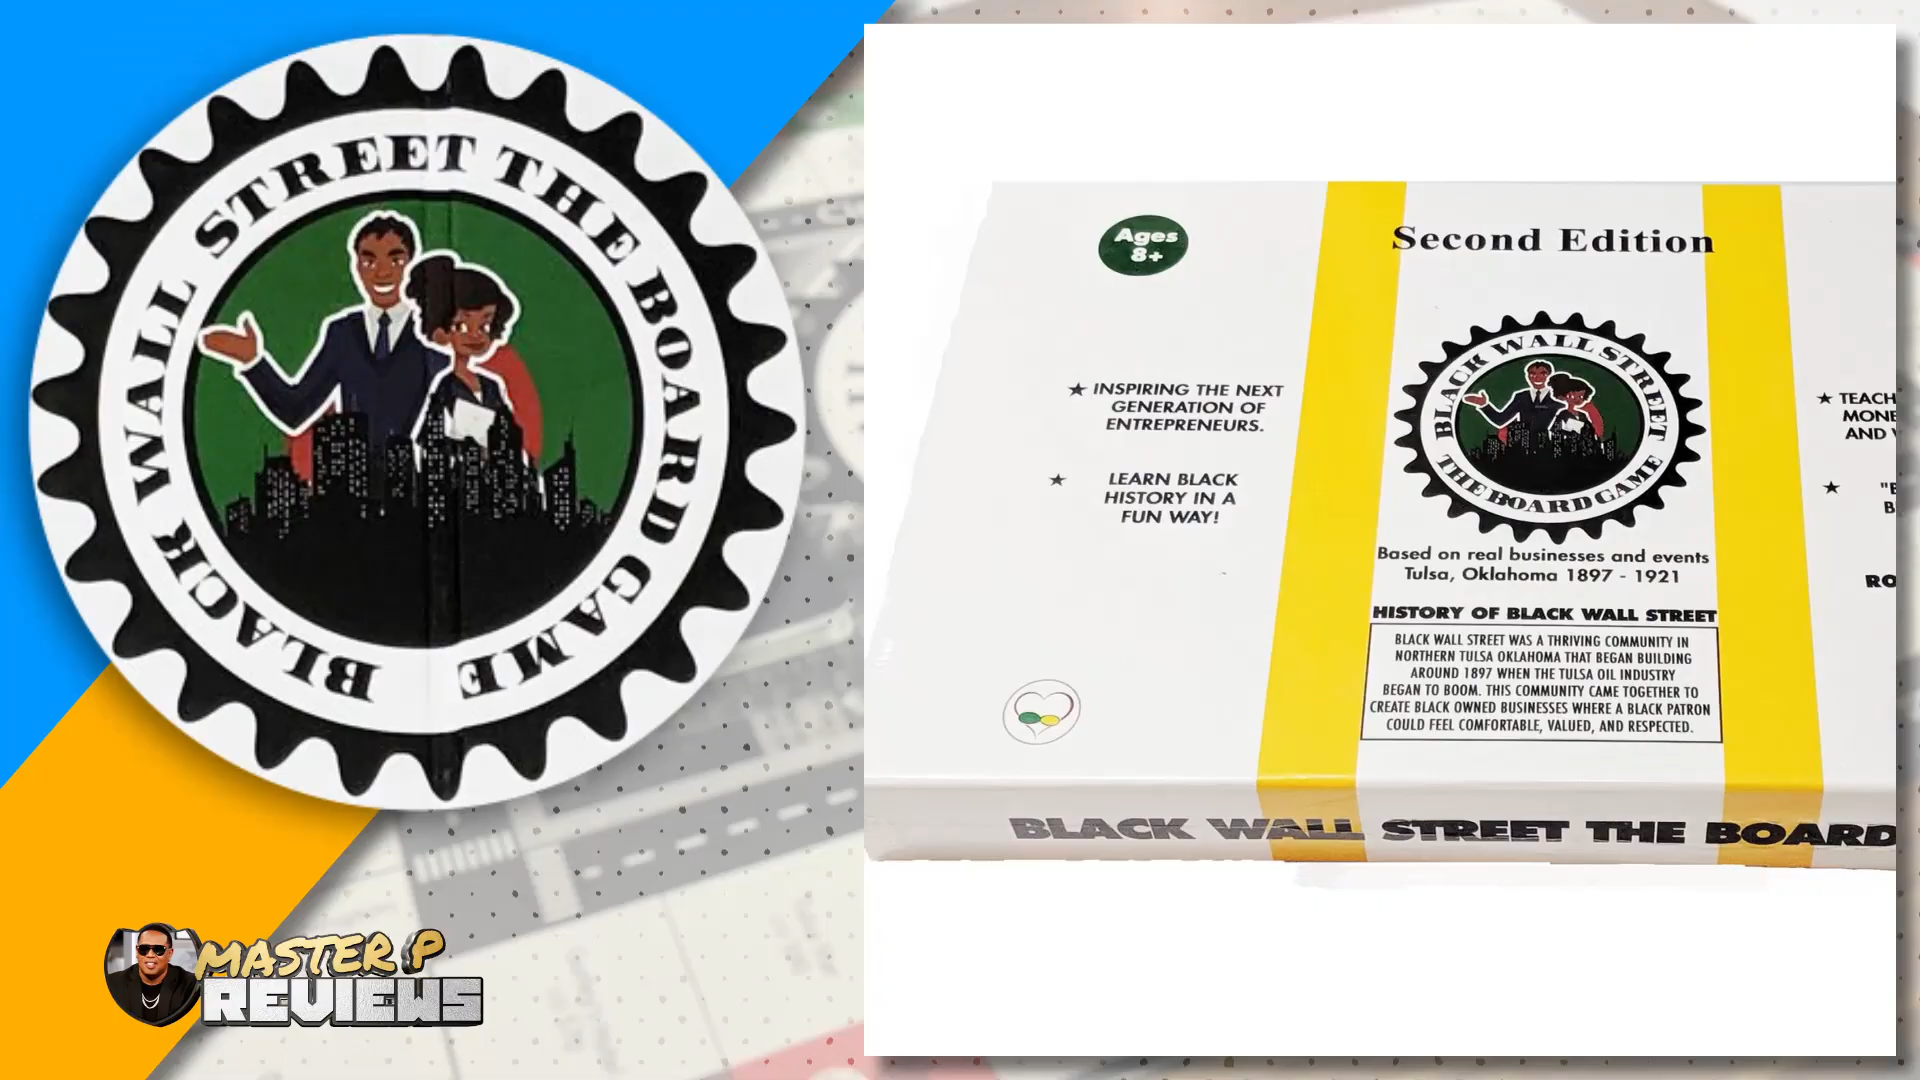 BLACK WALL STREET THE BOARD GAME
MASTER P
REVIEWS
Ages
8+
Second Edition
BLACK WALL STREET
THE BOARD GAME
★ INSPIRING THE NEXT
GENERATION OF
ENTREPRENEURS.
★ LEARN BLACK
HISTORY IN A
FUN WAY!
Based on real businesses and events
Tulsa, Oklahoma 1897 - 1921
HISTORY OF BLACK WALL STREET
BLACK WALL STREET WAS A THRIVING COMMUNITY IN
NORTHERN TULSA OKLAHOMA THAT BEGAN BUILDING
AROUND 1897 WHEN THE TULSA OIL INDUSTRY
BEGAN TO BOOM. THIS COMMUNITY CAME TOGETHER TO
CREATE BLACK OWNED BUSINESSES WHERE A BLACK PATRON
COULD FEEL COMFORTABLE, VALUED, AND RESPECTED.
★ TEACH
MONE
AND
BLACK WALL STREET THE BOARD